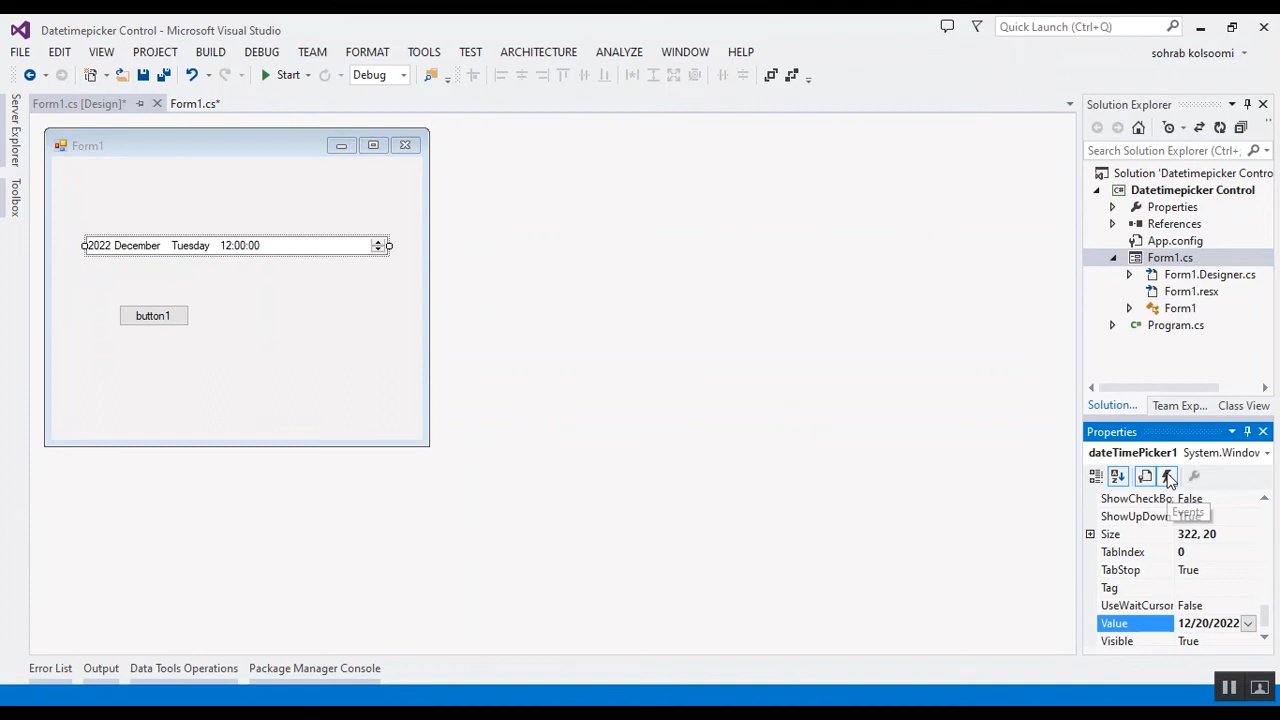 Datetimepicker Control - Microsoft Visual Studio
Quick Launch (Ctrl+Q)
FILE EDIT VIEW PROJECT BUILD DEBUG TEAM FORMAT TOOLS TEST ARCHITECTURE ANALYZE WINDOW HELP
sohrab kolsoomi
Start Debug
Form1.cs [Design]* Form1.cs*
Server Explorer
Toolbox
Form1
2022 December Tuesday 12:00:00
button1
Solution Explorer
Search Solution Explorer (Ctrl+;
Solution 'Datetimepicker Contro
Datetimepicker Control
Properties
References
App.config
Form1.cs
Form1.Designer.cs
Form1.resx
Form1
Program.cs
Solution... Team Exp... Class View
Properties
dateTimePicker1 System.Window
ShowCheckBo: False
Events
ShowUpDown True
Size 322, 20
TabIndex 0
TabStop True
Tag
UseWaitCursor False
Value 12/20/2022
Visible True
Error List Output Data Tools Operations Package Manager Console